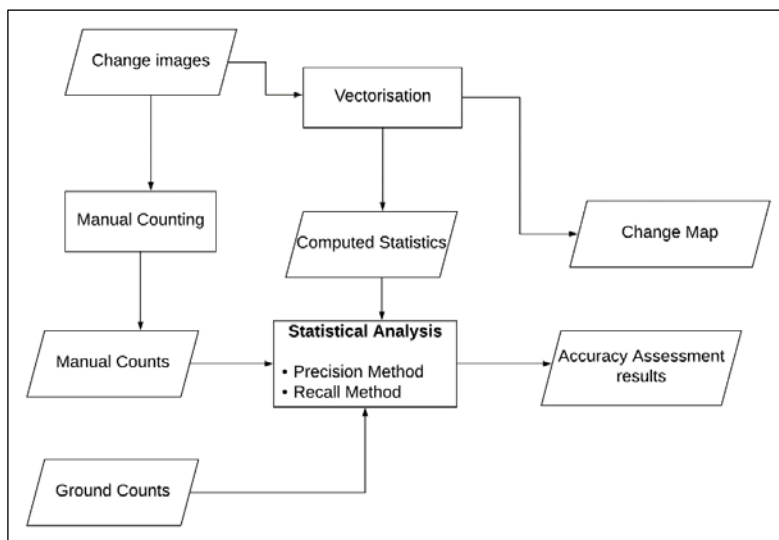 Change images
Vectorisation
Manual Counting
Computed Statistics
Change Map
Statistical Analysis
• Precision Method
• Recall Method
Manual Counts
Accuracy Assessment
results
Ground Counts